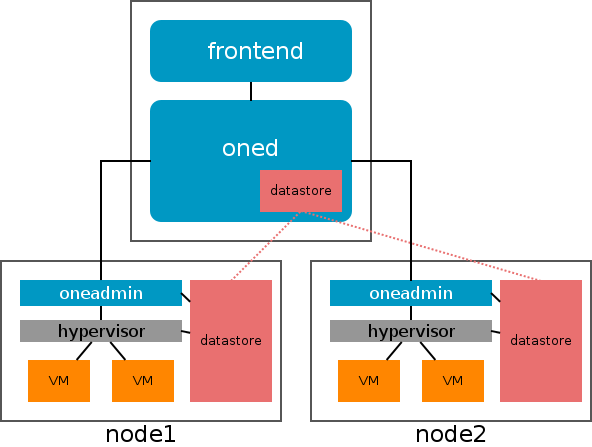 frontend
oned
datastore
oneadmin
hypervisor
datastore
VM
VM
node1
oneadmin
hypervisor
datastore
VM
VM
node2